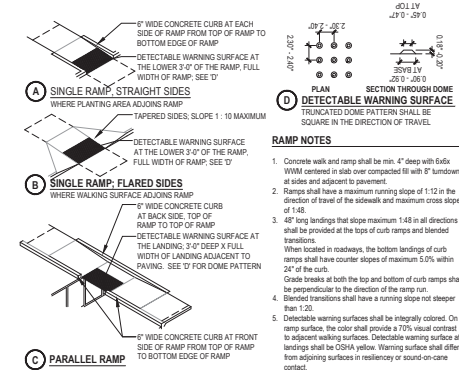 6" WIDE CONCRETE CURB AT EACH
SIDE OF RAMP FROM TOP OF RAMP TO
BOTTOM EDGE OF RAMP
DETECTABLE WARNING SURFACE AT
THE LOWER 3'-0" OF THE RAMP, FULL
WIDTH OF RAMP; SEE 'D'
A SINGLE RAMP, STRAIGHT SIDES
WHERE PLANTING AREA ADJOINS RAMP
TAPERED SIDES; SLOPE 1 : 10 MAXIMUM
DETECTABLE WARNING SURFACE
AT THE LOWER 3'-0" OF THE RAMP,
FULL WIDTH OF RAMP; SEE 'D'
B SINGLE RAMP; FLARED SIDES
WHERE WALKING SURFACE ADJOINS RAMP
6" WIDE CONCRETE CURB
AT BACK SIDE, TOP OF
RAMP TO TOP OF RAMP
DETECTABLE WARNING SURFACE AT
THE LANDING; 3'-0" DEEP X FULL
WIDTH OF LANDING ADJACENT TO
PAVING. SEE 'D' FOR DOME PATTERN
6" WIDE CONCRETE CURB AT FRONT
SIDE OF RAMP FROM TOP OF RAMP
TO BOTTOM EDGE OF RAMP
C PARALLEL RAMP
2.30" - 2.40"
2.30" - 2.40"
0.45" - 0.47"
AT TOP
0.18" -0.20"
0.90" - 0.92"
AT BASE
PLAN
SECTION THROUGH DOME
D DETECTABLE WARNING SURFACE
TRUNCATED DOME PATTERN SHALL BE
SQUARE IN THE DIRECTION OF TRAVEL
RAMP NOTES
1. Concrete walk and ramp shall be min. 4" deep with 6x6x
WWM centered in slab over compacted fill with 8" turndown
at sides and adjacent to pavement.
2. Ramps shall have a maximum running slope of 1:12 in the
direction of travel of the sidewalk and maximum cross slope
of 1:48.
3. 48" long landings that slope maximum 1:48 in all directions
shall be provided at the tops of curb ramps and blended
transitions.
When located in roadways, the bottom landings of curb
ramps shall have counter slopes of maximum 5.0% within
24" of the curb.
Grade breaks at both the top and bottom of curb ramps shal
be perpendicular to the direction of the ramp run.
4. Blended transitions shall have a running slope not steeper
than 1:20.
5. Detectable warning surfaces shall be integrally colored. On
ramp surface, the color shall provide a 70% visual contrast
to adjacent walking surfaces. Detectable warning surface at
landings shall be OSHA yellow. Warning surface shall differ
from adjoining surfaces in resiliency or sound-on-cane
contact.